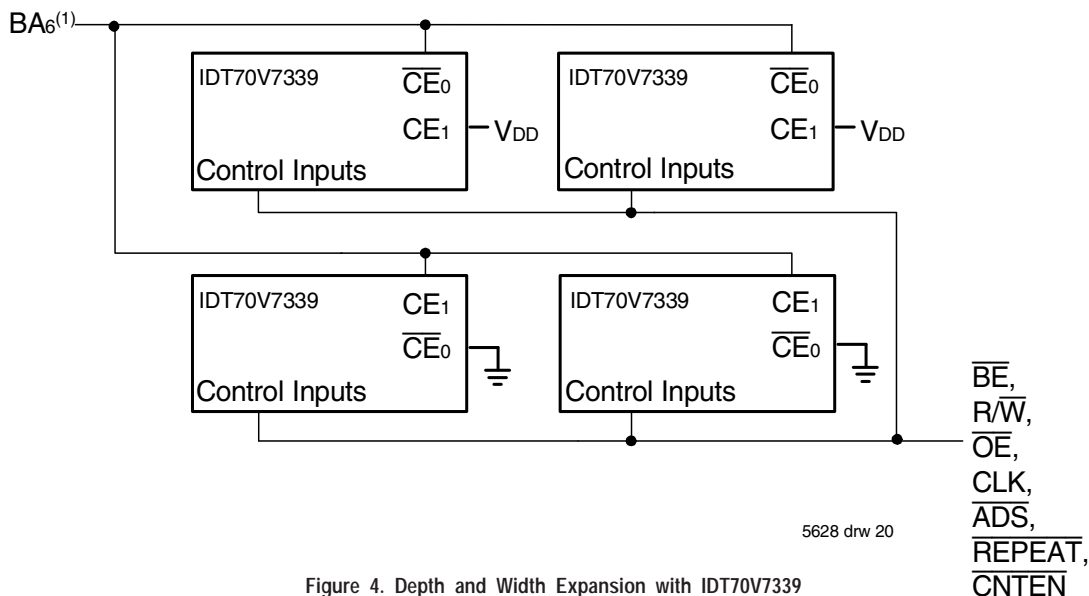 BA6(1)
IDT70V7339 CE0
CE1 VDD
Control Inputs
IDT70V7339 CE0
CE1 VDD
Control Inputs
IDT70V7339 CE1
CE0
Control Inputs
IDT70V7339 CE1
CE0
Control Inputs
BE,
R/W,
OE,
CLK,
ADS,
REPEAT,
CNTEN
5628 drw 20
Figure 4. Depth and Width Expansion with IDT70V7339